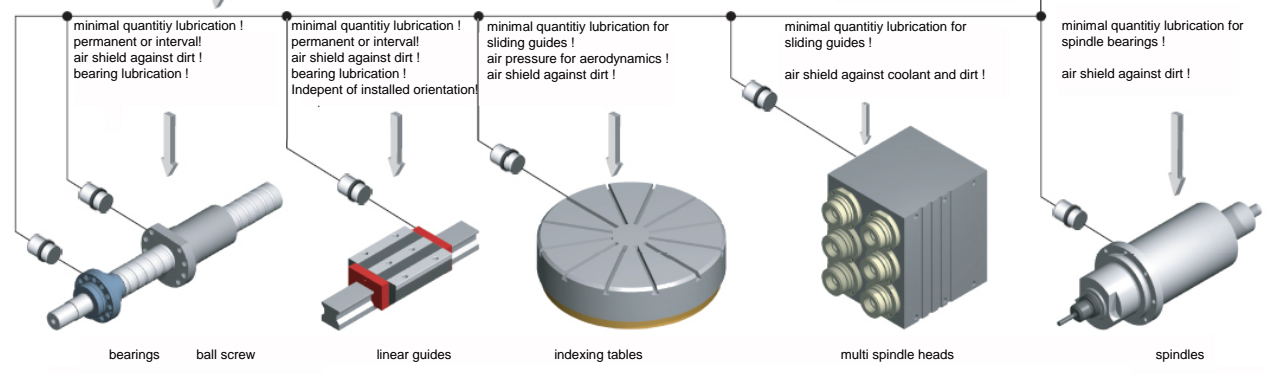 minimal quantitiy lubrication !
permanent or interval!
air shield against dirt !
bearing lubrication !
minimal quantitiy lubrication !
permanent or interval!
air shield against dirt !
bearing lubrication !
Indepent of installed orientation!
minimal quantitiy lubrication for
sliding guides !
air pressure for aerodynamics !
air shield against dirt !
minimal quantitiy lubrication for
sliding guides !
air shield against coolant and dirt !
minimal quantitiy lubrication for
spindle bearings !
air shield against dirt !
bearings ball screw linear guides indexing tables multi spindle heads spindles